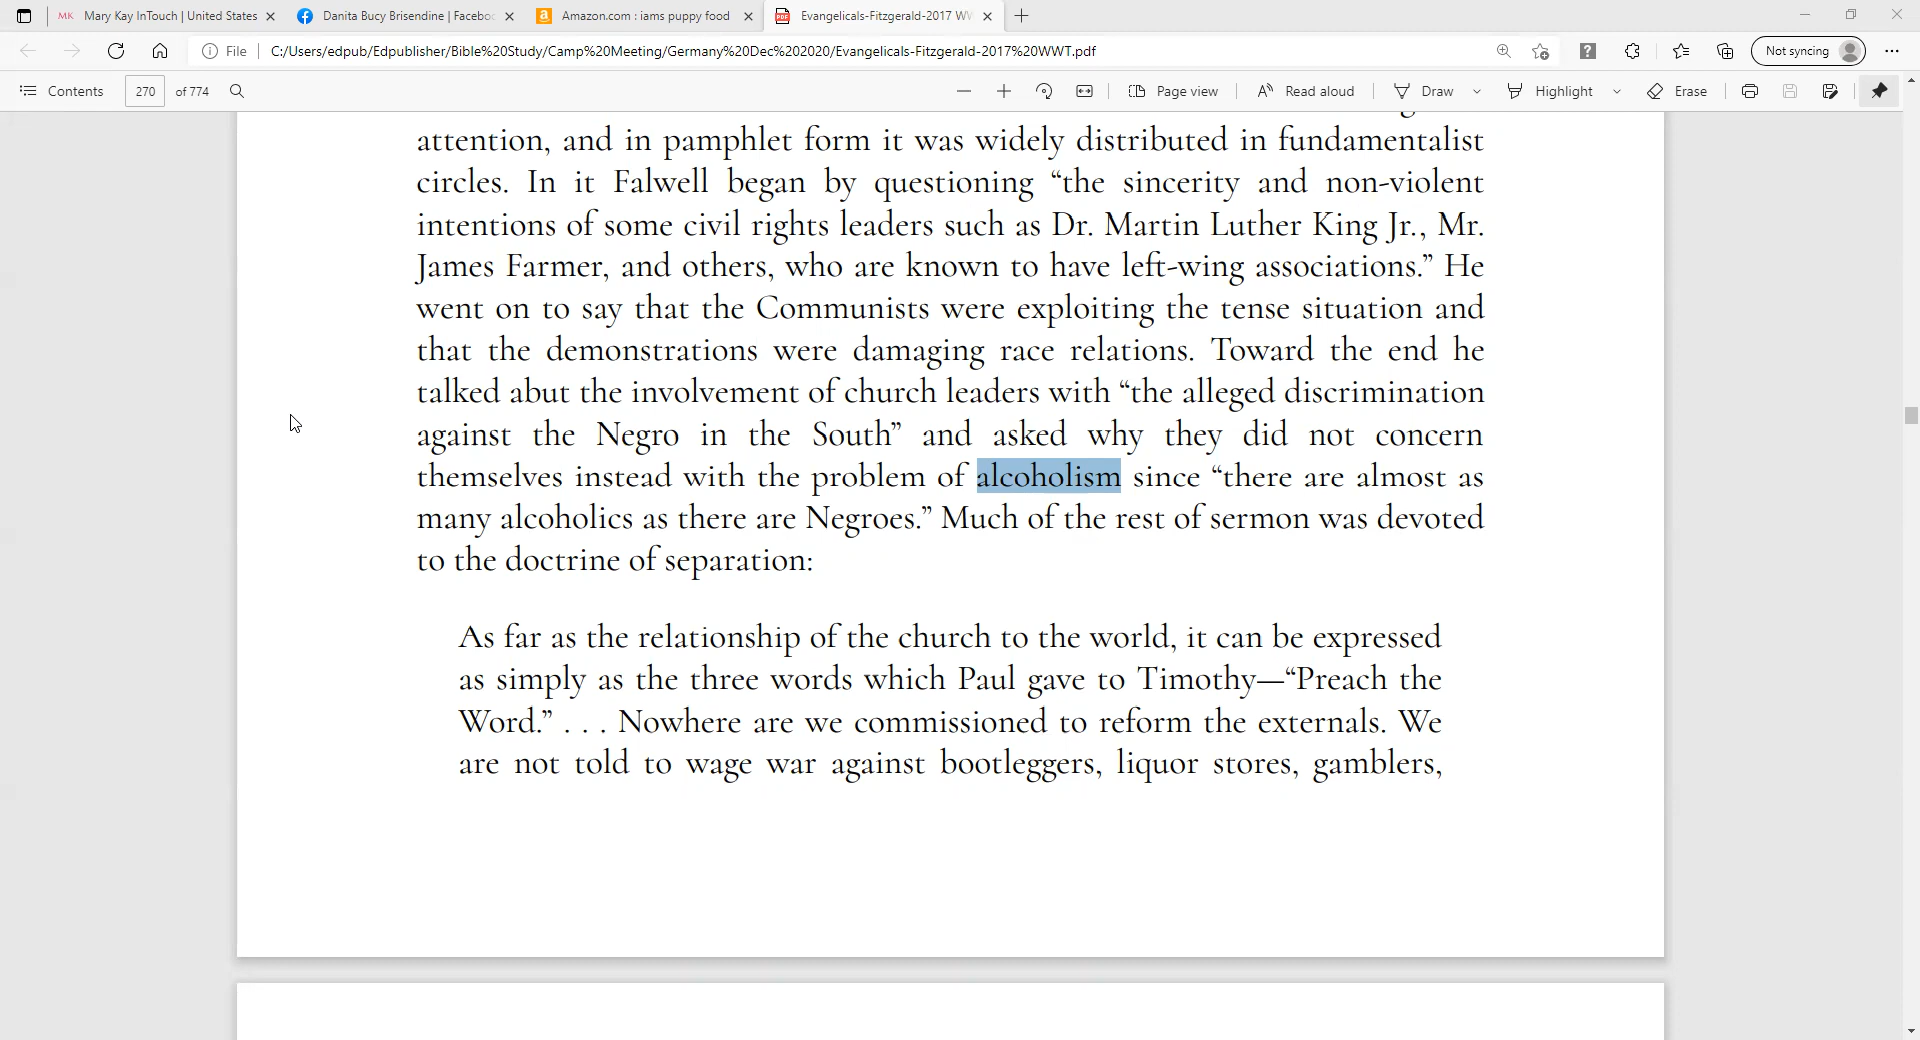 Mary Kay InTouch | United States
Danita Bucy Brisendine | Facebo
Amazon.com : iams puppy food
Evangelicals-Fitzgerald-2017 WW
File
C:/Users/edpub/Edpublisher/Bible%20Study/Camp%20Meeting/Germany%20Dec%202020/Evangelicals-Fitzgerald-2017%20WWT.pdf
Not syncing
Contents
270 of 774
Page view
Read aloud
Draw
Highlight
Erase
attention, and in pamphlet form it was widely distributed in fundamentalist
circles. In it Falwell began by questioning “the sincerity and non-violent
intentions of some civil rights leaders such as Dr. Martin Luther King Jr., Mr.
James Farmer, and others, who are known to have left-wing associations.” He
went on to say that the Communists were exploiting the tense situation and
that the demonstrations were damaging race relations. Toward the end he
talked abut the involvement of church leaders with “the alleged discrimination
against the Negro in the South” and asked why they did not concern
themselves instead with the problem of alcoholism since “there are almost as
many alcoholics as there are Negroes.” Much of the rest of sermon was devoted
to the doctrine of separation:
As far as the relationship of the church to the world, it can be expressed
as simply as the three words which Paul gave to Timothy—“Preach the
Word.” . . . Nowhere are we commissioned to reform the externals. We
are not told to wage war against bootleggers, liquor stores, gamblers,